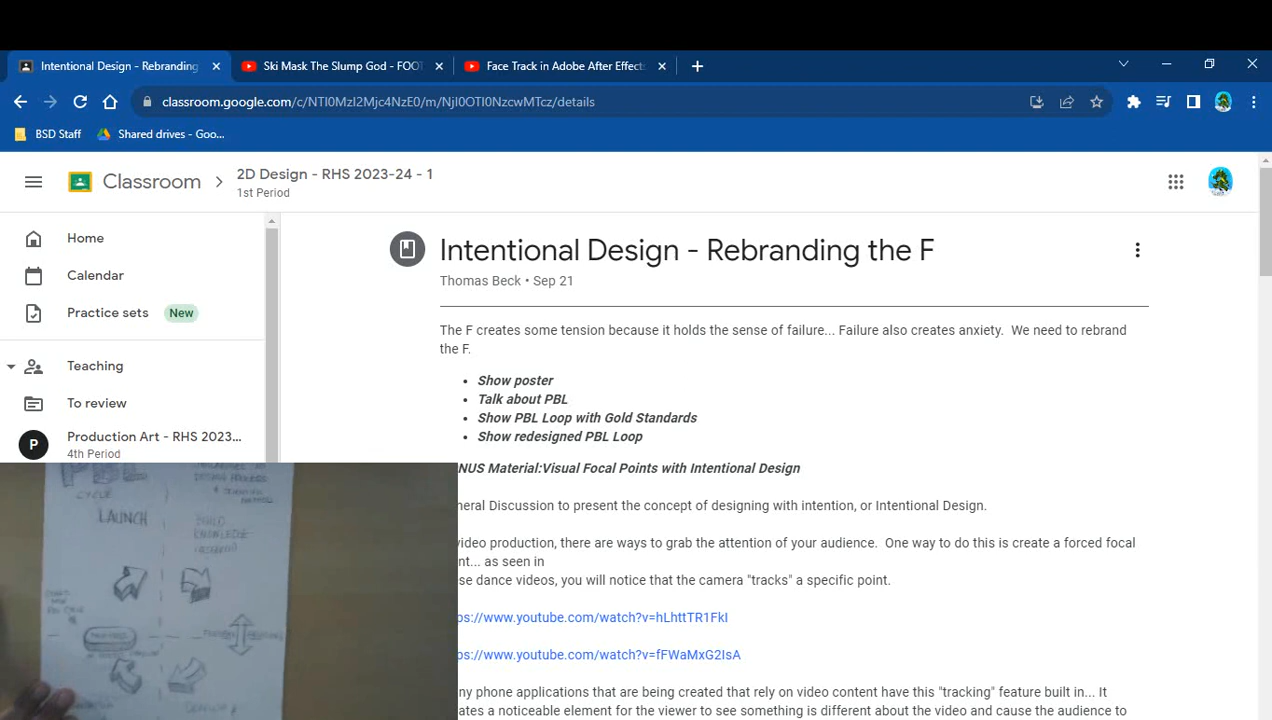 Intentional Design - Rebranding
Ski Mask The Slump God - FOOT
Face Track in Adobe After Effects
classroom.google.com/c/NTI0MzI2Mjc4NzE0/m/NjI0OTI0NzcwMTcz/details
BSD Staff
Shared drives - Goo...
Classroom
2D Design - RHS 2023-24 - 1
1st Period
Home
Calendar
Practice sets New
Teaching
To review
P
Production Art - RHS 2023...
4th Period
Intentional Design - Rebranding the F
Thomas Beck • Sep 21
The F creates some tension because it holds the sense of failure... Failure also creates anxiety. We need to rebrand
the F.
• Show poster
• Talk about PBL
• Show PBL Loop with Gold Standards
• Show redesigned PBL Loop
NUS Material:Visual Focal Points with Intentional Design
neral Discussion to present the concept of designing with intention, or Intentional Design.
video production, there are ways to grab the attention of your audience. One way to do this is create a forced focal
nt... as seen in
se dance videos, you will notice that the camera "tracks" a specific point.
ps://www.youtube.com/watch?v=hLhttTR1FkI
ps://www.youtube.com/watch?v=fFWaMxG2IsA
ny phone applications that are being created that rely on video content have this "tracking" feature built in... It
ates a noticeable element for the viewer to see something is different about the video and cause the audience to
PBL
CYCLE
LAUNCH
BUILD
KNOWLEDGE